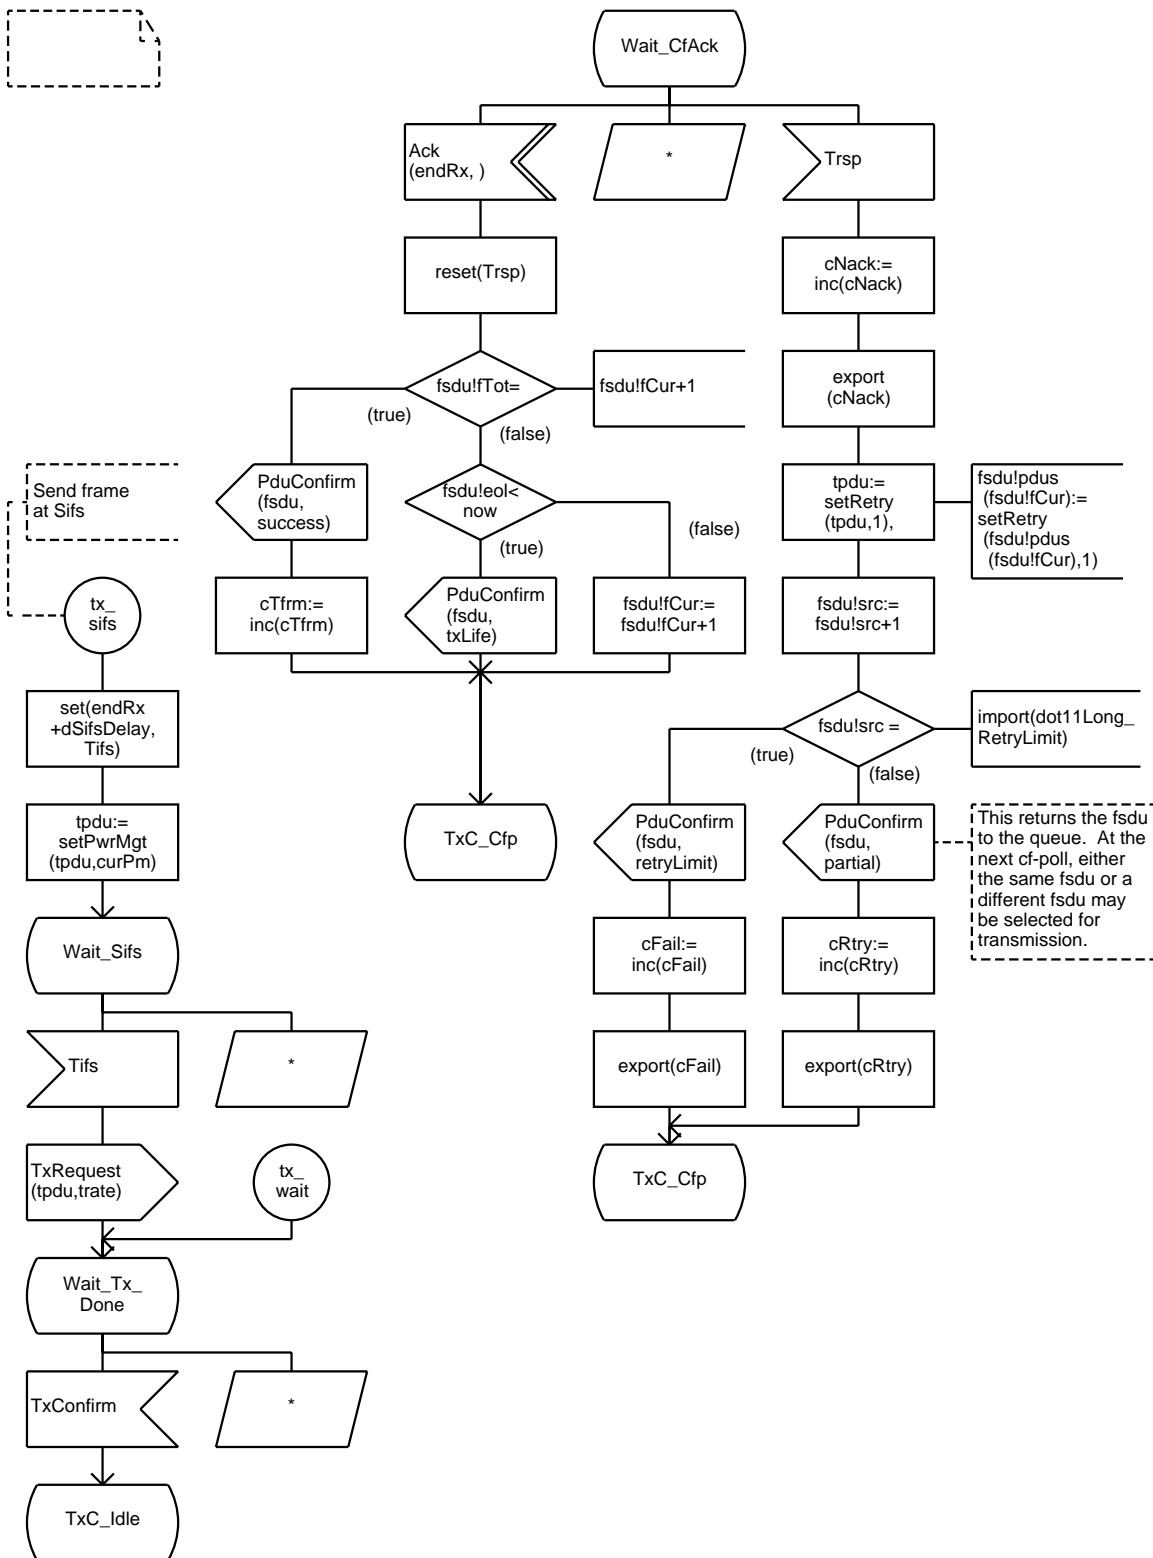 Wait_CfAck
Ack
(endRx, )
*
Trsp
reset(Trsp)
cNack:=
inc(cNack)
fsdu!fTot=
fsdu!fCur+1
(true)
(false)
export
(cNack)
Send frame
at Sifs
PduConfirm
(fsdu,
success)
fsdu!eol<
now
(true)
(false)
tpdu:=
setRetry
(tpdu,1),
fsdu!pdus
(fsdu!fCur):=
setRetry
(fsdu!pdus
(fsdu!fCur),1)
tx_
sifs
cTfrm:=
inc(cTfrm)
PduConfirm
(fsdu,
txLife)
fsdu!fCur:=
fsdu!fCur+1
fsdu!src:=
fsdu!src+1
set(endRx
+dSifsDelay,
Tifs)
fsdu!src =
import(dot11Long_
RetryLimit)
(true)
(false)
tpdu:=
setPwrMgt
(tpdu,curPm)
TxC_Cfp
PduConfirm
(fsdu,
retryLimit)
PduConfirm
(fsdu,
partial)
This returns the fsdu
to the queue.  At the
next cf-poll, either
the same fsdu or a
different fsdu may
be selected for
transmission.
Wait_Sifs
cFail:=
inc(cFail)
cRtry:=
inc(cRtry)
Tifs
*
export(cFail)
export(cRtry)
TxRequest
(tpdu,trate)
tx_
wait
TxC_Cfp
Wait_Tx_
Done
TxConfirm
*
TxC_Idle